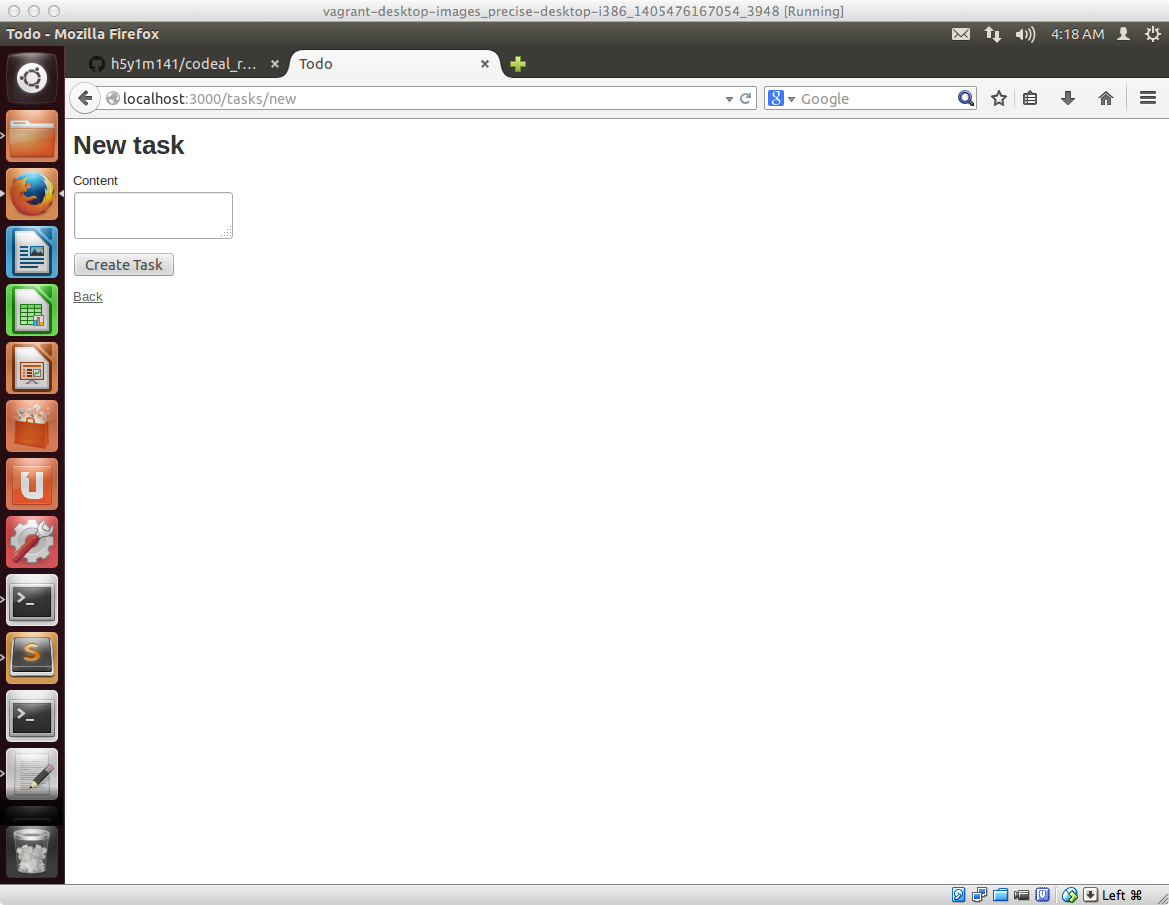 vagrant-desktop-images_precise-desktop-i386_1405476167054_3948 [Running]
Todo - Mozilla Firefox
4:18 AM
h5y1m141/codeal_r...
Todo
localhost:3000/tasks/new
8
Google
New task
Content
Create Task
Back
U
>_
S
>_
Left ⌘